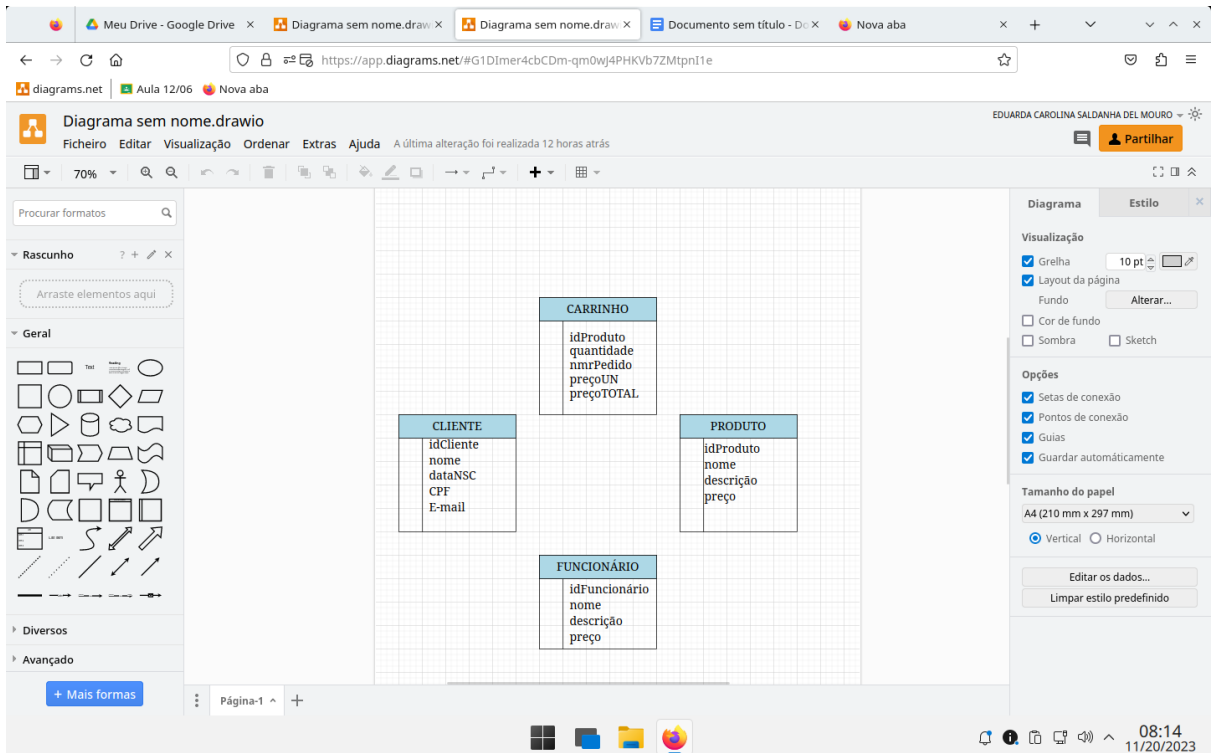 Meu Drive - Google Drive
Diagrama sem nome.draw
Diagrama sem nome.draw
Documento sem título - Do
Nova aba
https://app.diagrams.net/#G1DImer4cbCDm-qm0wJ4PHKVb7ZMtpnI1e
diagrams.net
Aula 12/06
Nova aba
Diagrama sem nome.drawio
EDUARDA CAROLINA SALDANHA DEL MOURO
Ficheiro Editar Visualização Ordenar Extras Ajuda A última alteração foi realizada 12 horas atrás
Partilhar
70%
Procurar formatos
Rascunho
Arraste elementos aqui
Geral
Text
Heading
Diversos
Avançado
+ Mais formas
CARRINHO
idProduto
quantidade
nmrPedido
preçoUN
preçoTOTAL
CLIENTE
idCliente
nome
dataNSC
CPF
E-mail
PRODUTO
idProduto
nome
descrição
preço
FUNCIONÁRIO
idFuncionário
nome
descrição
preço
Página-1
Diagrama Estilo
Visualização
Grelha 10 pt
Layout da página
Fundo Alterar...
Cor de fundo
Sombra Sketch
Opções
Setas de conexão
Pontos de conexão
Guias
Guardar automáticamente
Tamanho do papel
A4 (210 mm x 297 mm)
Vertical Horizontal
Editar os dados...
Limpar estilo predefinido
08:14
11/20/2023